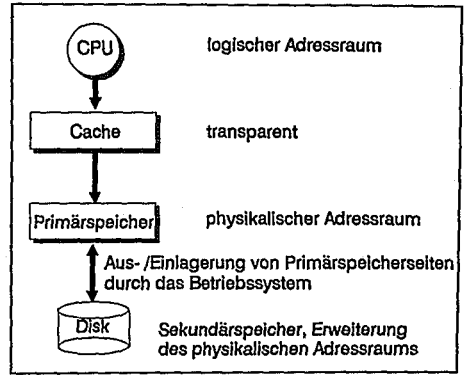 CPU
logischer Adressraum
Cache
transparent
Primärspeicher
physikalischer Adressraum
Aus- /Einlagerung von Primärspeicherseiten
durch das Betriebssystem
Disk
Sekundärspeicher, Erweiterung
des physikalischen Adressraums